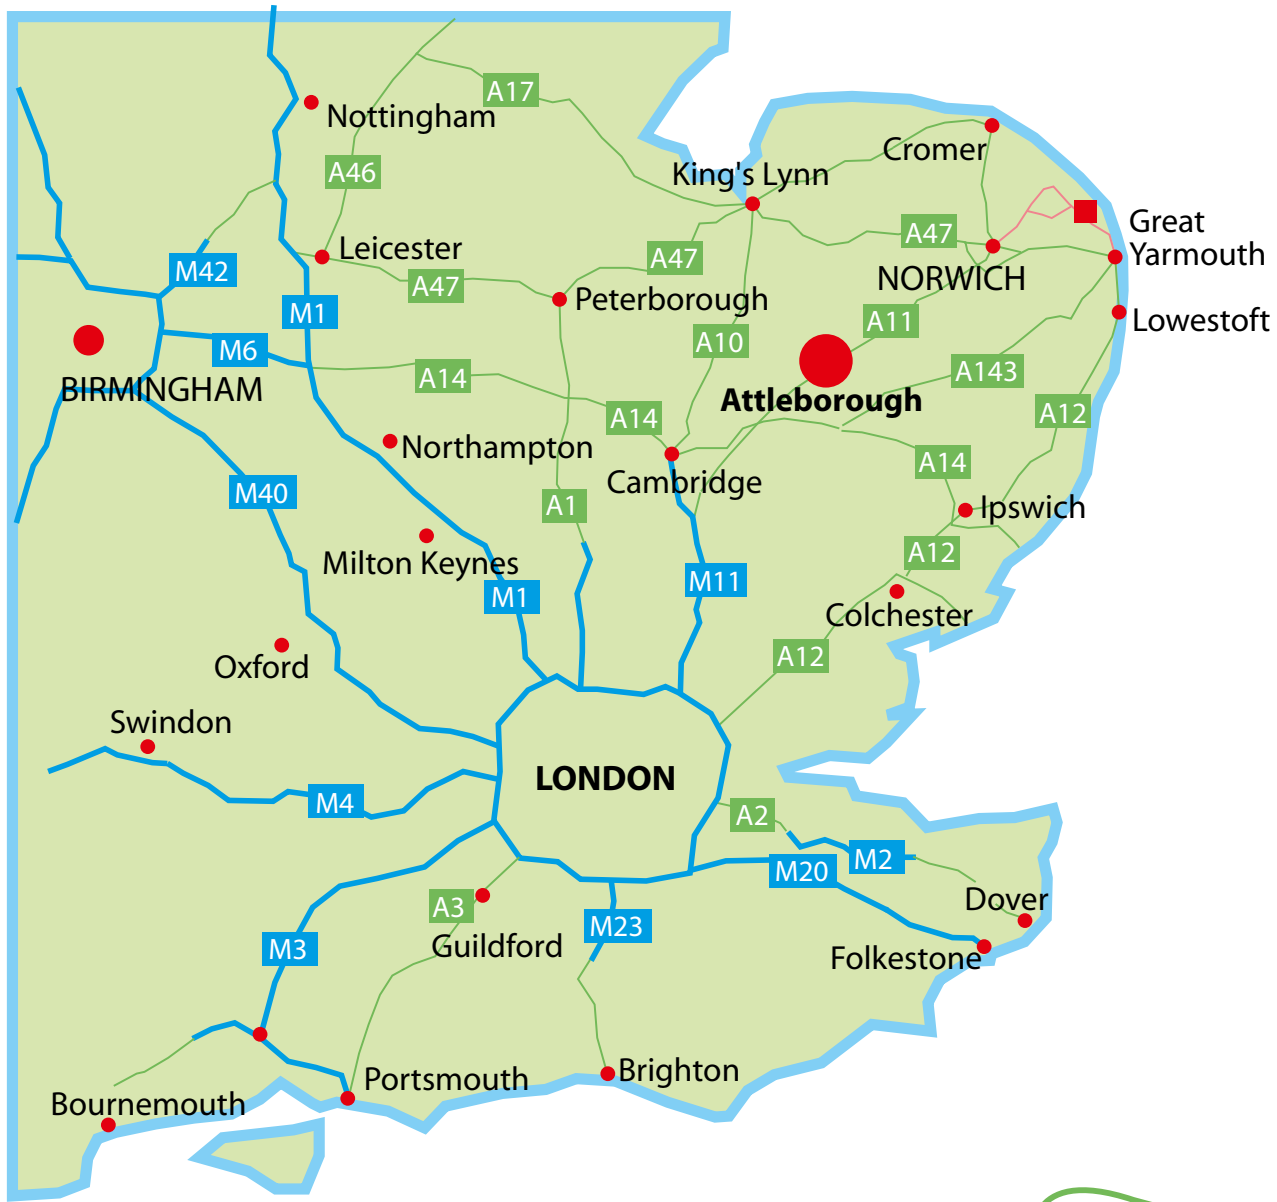 A17
Nottingham
Cromer
A46
King's Lynn
Great
Yarmouth
A47
Leicester
A47
M42
NORWICH
A47
Peterborough
M1
A11
Lowestoft
A10
M6
A143
A14
BIRMINGHAM
Attleborough
A14
A12
Northampton
A14
Cambridge
M40
A1
Ipswich
A12
Milton Keynes
M11
M1
Colchester
A12
Oxford
Swindon
LONDON
M4
A2
M2
M20
Dover
A3
M23
Guildford
M3
Folkestone
Brighton
Portsmouth
Bournemouth